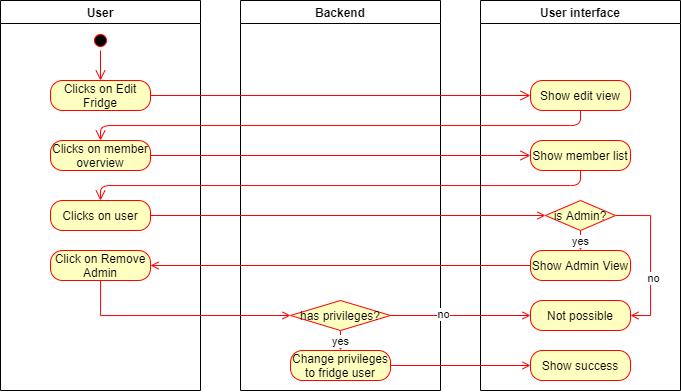 User
Backend
User interface
Clicks on Edit
Fridge
Show edit view
Clicks on member
overview
Show member list
Clicks on user
is Admin?
yes
Click on Remove
Admin
Show Admin View
no
has privileges?
no
Not possible
yes
Change privileges
to fridge user
Show success